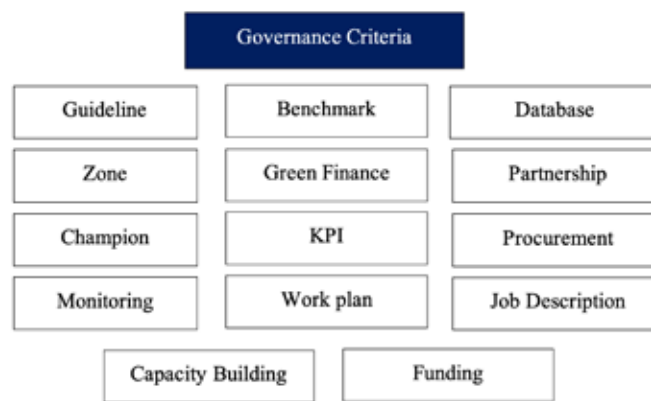 Governance Criteria
Guideline
Benchmark
Database
Zone
Green Finance
Partnership
Champion
KPI
Procurement
Monitoring
Work plan
Job Description
Capacity Building
Funding